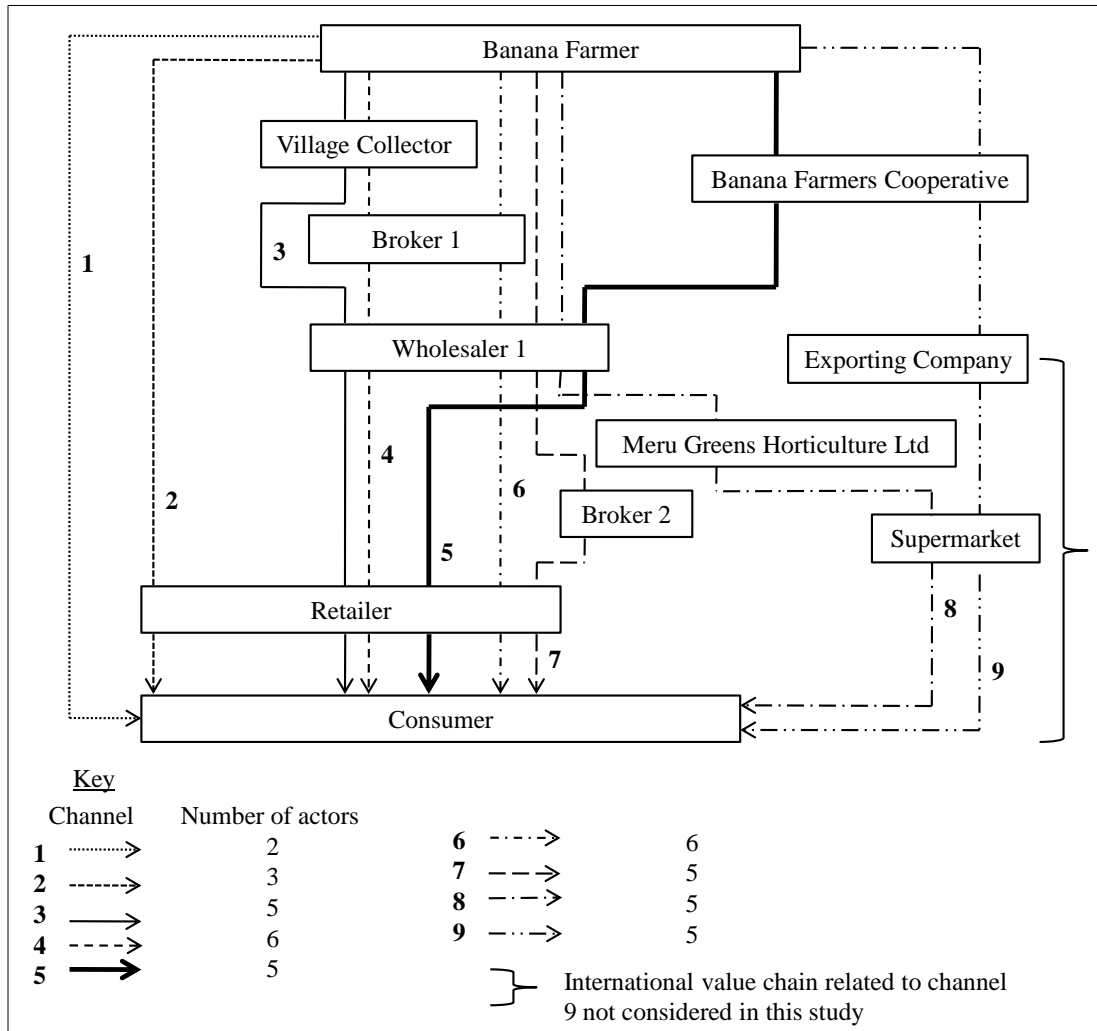 Banana Farmer
Village Collector
Banana Farmers Cooperative
Broker 1
3
1
Wholesaler 1
Exporting Company
Meru Greens Horticulture Ltd
4
6
2
Broker 2
Supermarket
5
Retailer
8
7
9
Consumer
Key
Channel Number of actors
1 2
2 3
3 5
4 6
5 5
6 6
7 5
8 5
9 5
International value chain related to channel
9 not considered in this study